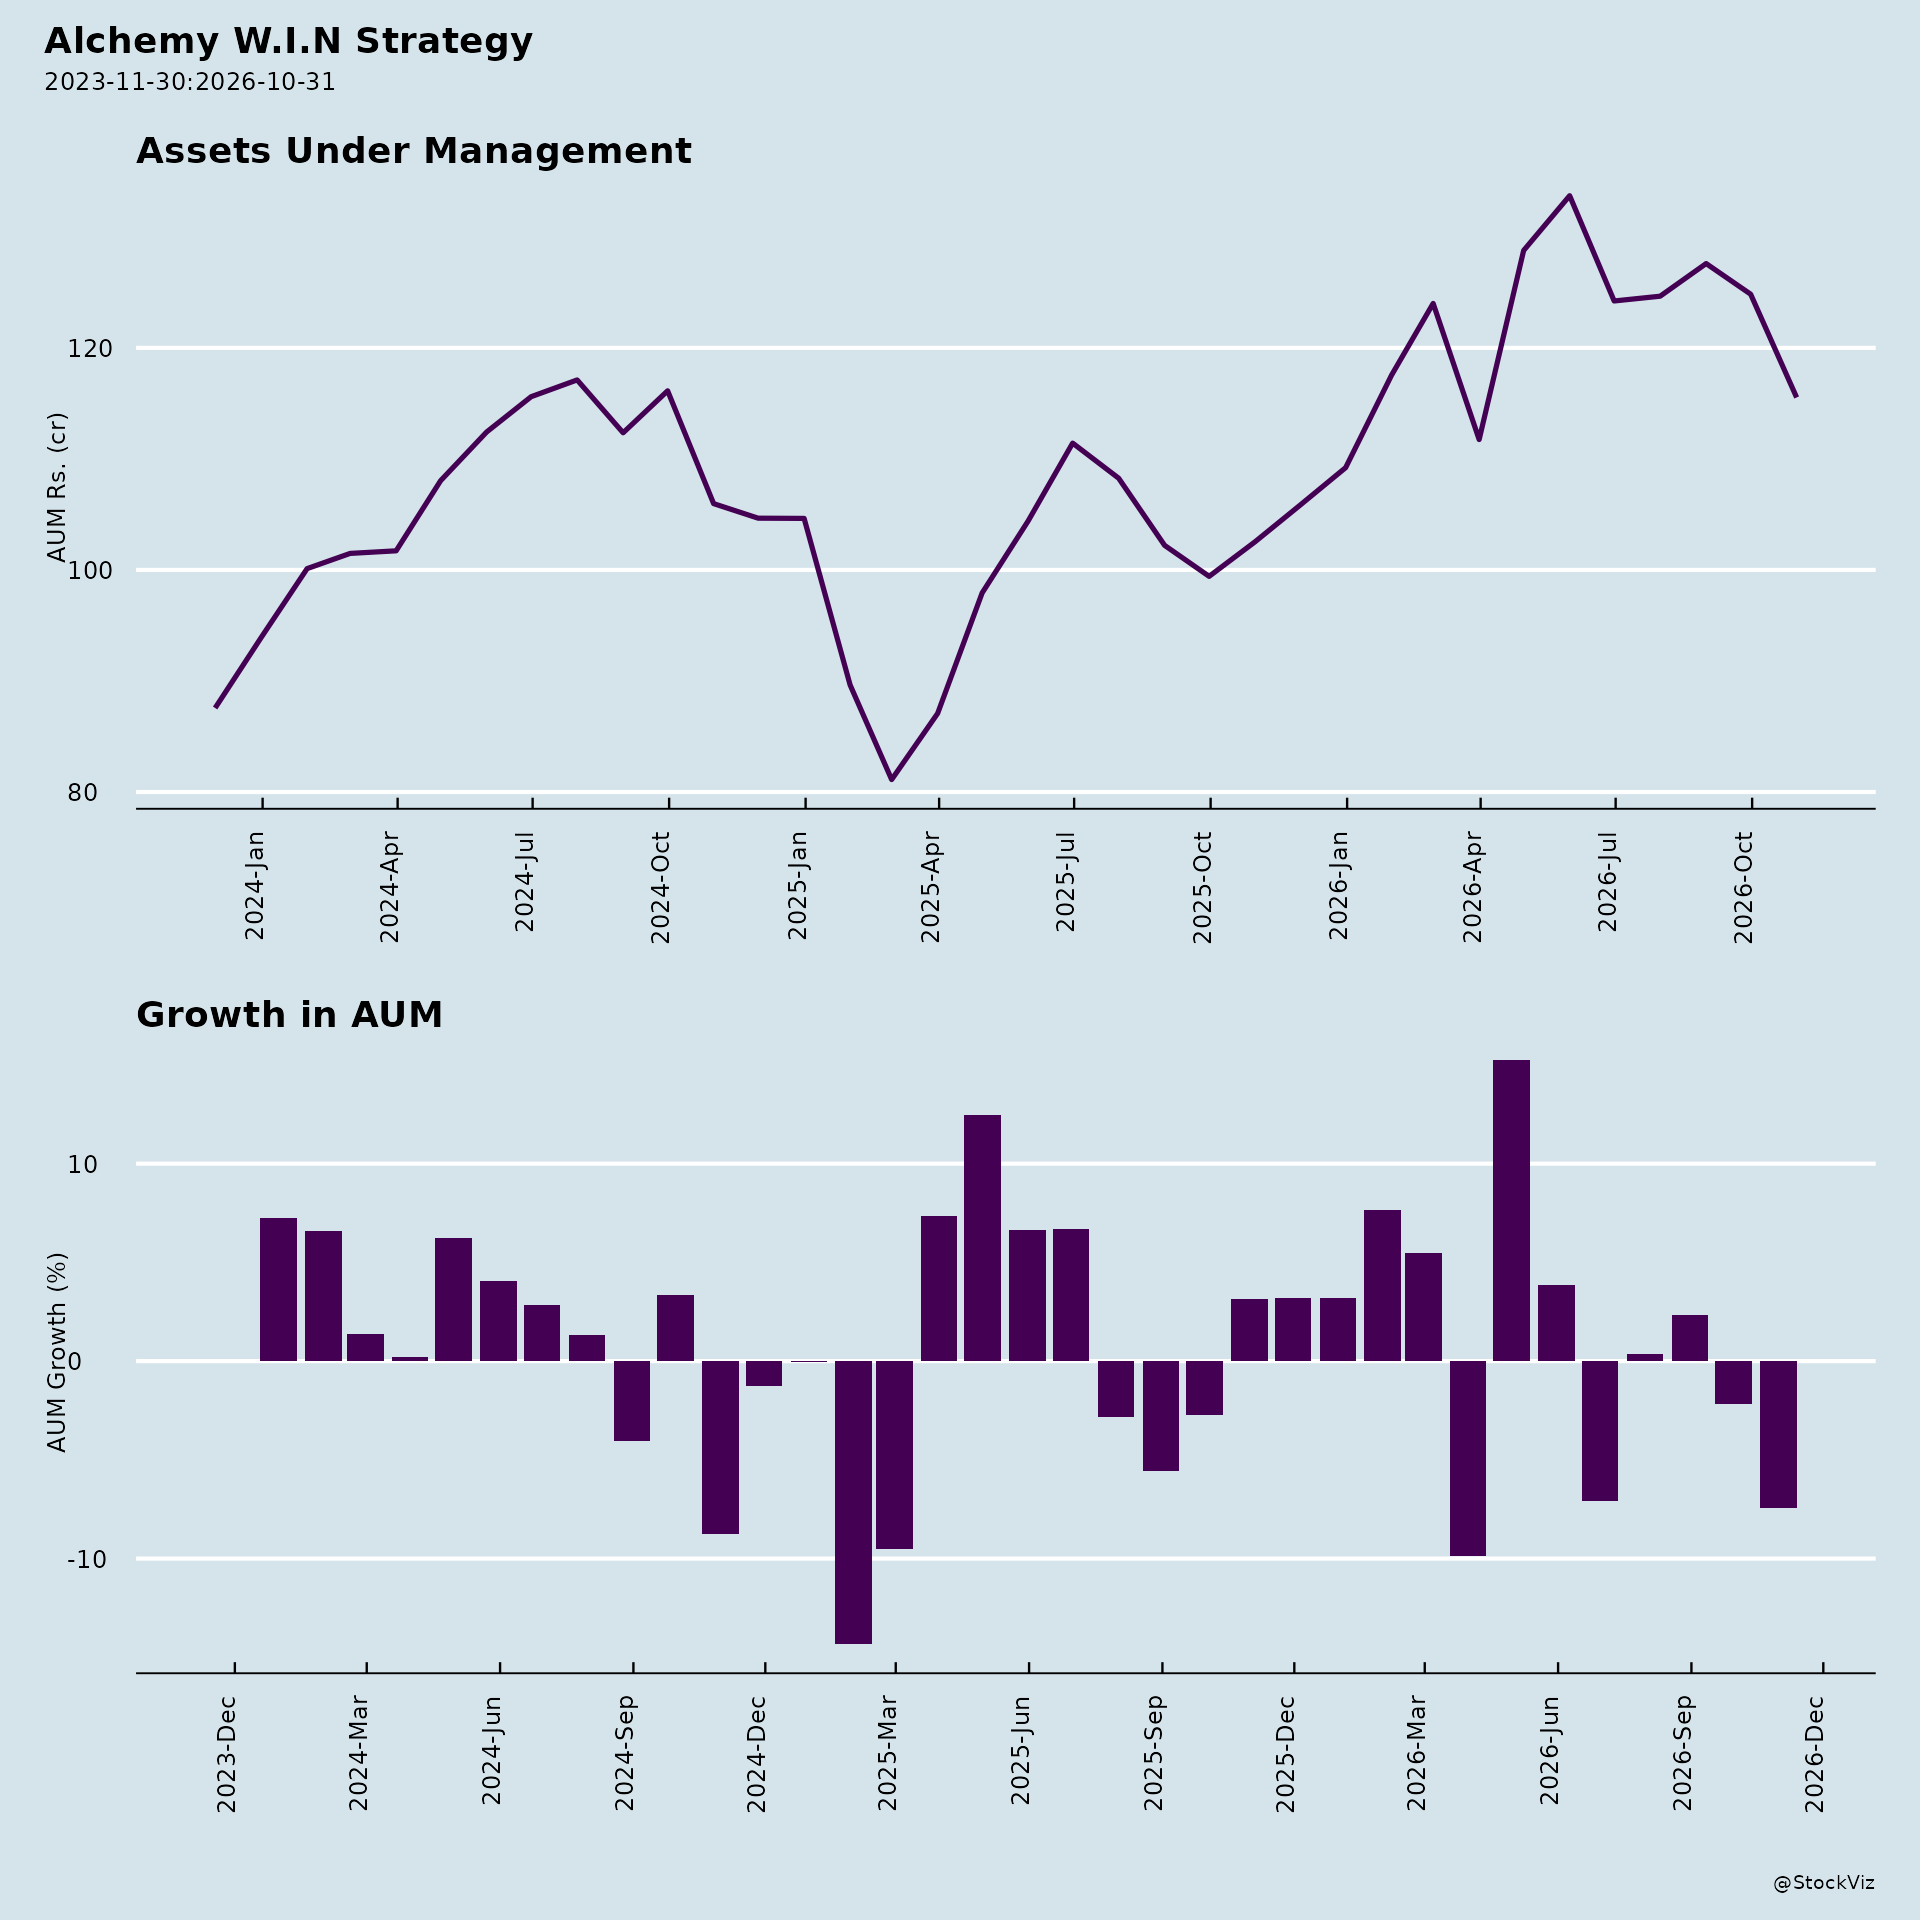 Alchemy W.I.N Strategy
2023-11-30:2026-10-31
Assets Under Management
AUM Rs. (cr)
120
100
80
2024-Jan
2024-Apr
2024-Jul
2024-Oct
2025-Jan
2025-Apr
2025-Jul
2025-Oct
2026-Jan
2026-Apr
2026-Jul
2026-Oct
Growth in AUM
AUM Growth (%)
10
0
-10
2023-Dec
2024-Mar
2024-Jun
2024-Sep
2024-Dec
2025-Mar
2025-Jun
2025-Sep
2025-Dec
2026-Mar
2026-Jun
2026-Sep
2026-Dec
@StockViz